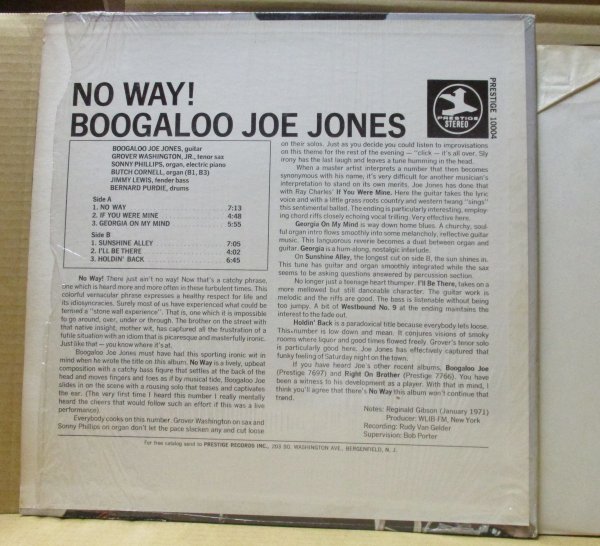 NO WAY!
BOOGALOO JOE JONES
PRESTIGE
STEREO
PRESTIGE 10004
BOOGALOO JOE JONES, guitar
GROVER WASHINGTON, JR., tenor sax
SONNY PHILLIPS, organ, electric piano
BUTCH CORNELL, organ (B1, B3)
JIMMY LEWIS, fender bass
BERNARD PURDIE, drums
Side A
1. NO WAY 7:13
2. IF YOU WERE MINE 4:48
3. GEORGIA ON MY MIND 5:55
Side B
1. SUNSHINE ALLEY 7:05
2. I'LL BE THERE 4:02
3. HOLDIN' BACK 6:45
No Way! There just ain't no way! Now that's a catchy phrase,
one which is heard more and more often in these turbulent times. This
colorful vernacular phrase expresses a healthy respect for life and
its idiosyncracies. Surely most of us have experienced what could be
termed a "stone wall experience". That is, one which it is impossible
to go around, over, under or through. The brother on the street with
that native insight, mother wit, has captured all the frustration of a
futile situation with an idiom that is picaresque and masterfully ironic.
Just like that — you know where it's at.
Boogaloo Joe Jones must have had this sporting ironic wit in
mind when he wrote the title on this album. No Way is a lively, upbeat
composition with a catchy bass figure that settles at the back of the
head and moves fingers and toes as if by musical tide, Boogaloo Joe
slides in on the scene with a rousing solo that teases and captivates
the ear. (The very first time I heard this number I really mentally
heard the cheers that would follow such an effort if this was a live
performance).
Everybody cooks on this number. Grover Washington on sax and
Sonny Phillips on organ don't let the pace slacken any and cut loose
on their solos. Just as you decide you could listen to improvisations
on this theme for the rest of the evening — "click — it's all over. Sly
irony has the last laugh and leaves a tune humming in the head.
When a master artist interprets a number that then becomes
synonymous with his name, it's very difficult for another musician's
interpretation to stand on its own merits. Joe Jones has done that
with Ray Charles' If You Were Mine. Here the guitar takes the lyric
voice and with a little grass roots country and western twang "sings"
this sentimental ballad. The ending is particularly interesting, employ-
ing chord riffs closely echoing vocal trilling. Very effective here.
Georgia On My Mind is way down home blues. A churchy, soul-
ful organ intro flows smoothly into some melancholy, reflective guitar
music. This languorous reverie becomes a duet between organ and
guitar. Georgia is a hum-along, nostalgic interlude.
On Sunshine Alley, the longest cut on side B, the sun shines in.
This tune has guitar and organ smoothly integrated while the sax
seems to be asking questions answered by percussion section.
No longer just a teenage heart thumper. I'll Be There, takes on a
more mellowed but still danceable character. The guitar work is
melodic and the riffs are good. The bass is listenable without being
too jumpy. A bit of Westbound No. 9 at the ending maintains the
interest to the fade out.
Holdin' Back is a paradoxical title because everybody lets loose.
This number is low down and mean. It conjures visions of smoky
rooms where liquor and good times flowed freely. Grover's tenor solo
is particularly good here. Joe Jones has effectively captured that
funky feeling of Saturday night on the town.
If you have heard Joe's other recent albums, Boogaloo Joe
(Prestige 7697) and Right On Brother (Prestige 7766). You have
been a witness to his development as a player. With that in mind, I
think you'll agree that there's No Way this album won't continue that
trend.
Notes: Reginald Gibson (January 1971)
Producer: WLIB-FM, New York
Recording: Rudy Van Gelder
Supervision: Bob Porter
For free catalog send to PRESTIGE RECORDS INC., 203 SO. WASHINGTON AVE., BERGENFIELD, N. J.